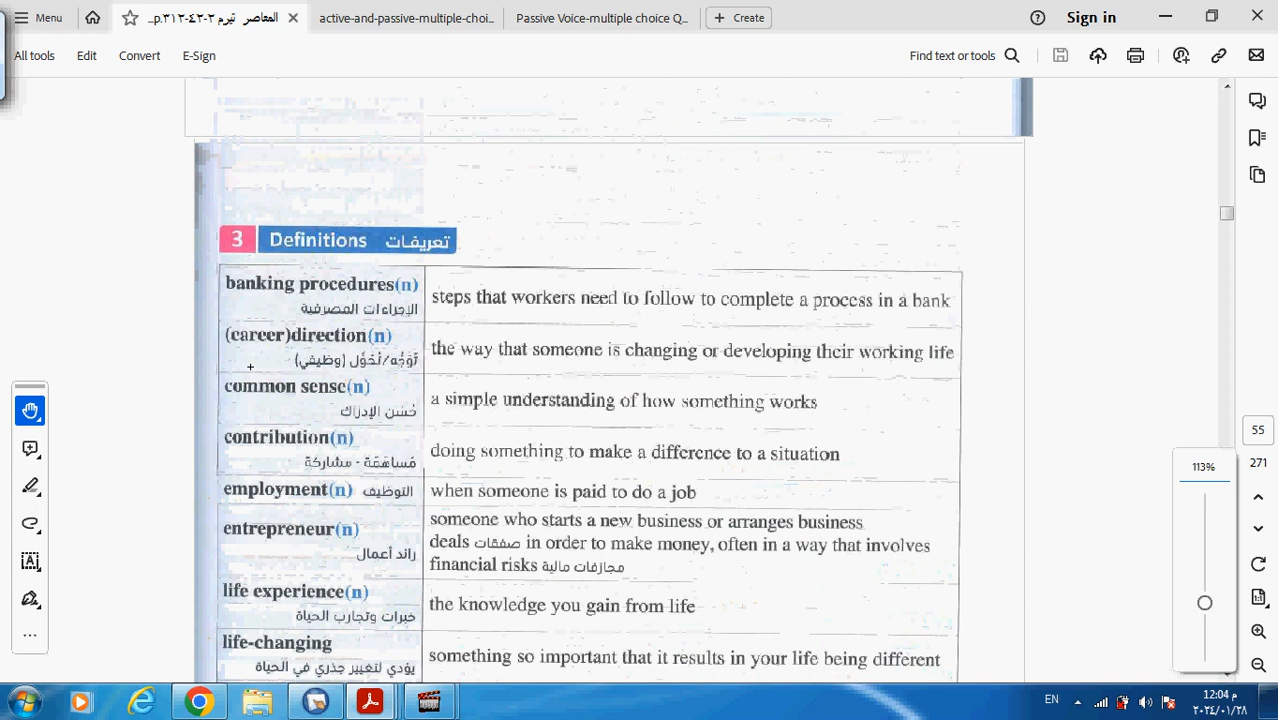 Menu
المعاصر تيرم ٢-٠٢-٤٣-٣١٣.p...
active-and-passive-multiple-choi...
Passive Voice-multiple choice Q...
Create
Sign in
All tools
Edit
Convert
E-Sign
Find text or tools
3 Definitions تعريفات
banking procedures(n)
الإجراءات المصرفية
steps that workers need to follow to complete a process in a bank
(career)direction(n)
تَوَجُّه/تَحَوُّل (وظيفي)
the way that someone is changing or developing their working life
common sense(n)
حُسْن الإدراك
a simple understanding of how something works
contribution(n)
مُساهَمَة - مشاركة
doing something to make a difference to a situation
employment(n) التوظيف
when someone is paid to do a job
entrepreneur(n)
رائد أعمال
someone who starts a new business or arranges business
deals صفقات in order to make money, often in a way that involves
financial risks مجازفات مالية
life experience(n)
خبرات وتجارب الحياة
the knowledge you gain from life
life-changing
يؤدي لتغيير جذري في الحياة
something so important that it results in your life being different
55
271
113%
EN
12:04 م
٢٠٢٤/٠١/٢٨